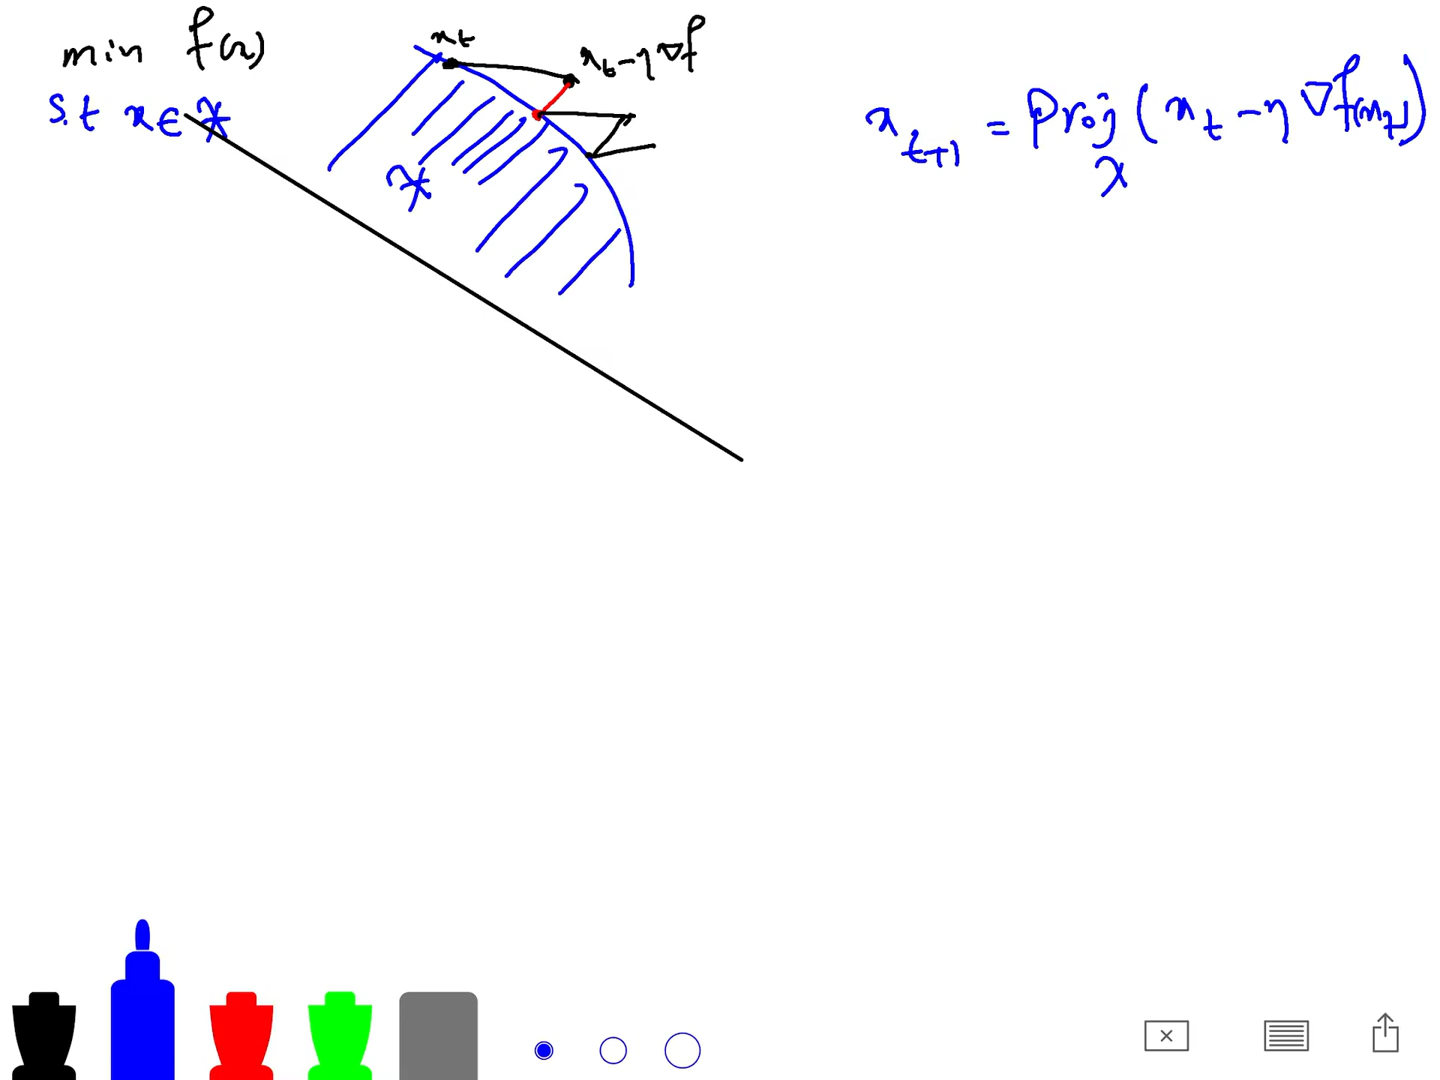 min f(x)
s.t x ∈ X
x_t
x_t - η ∇f
X
x_{t+1} = Proj_X ( x_t - η ∇f(x_t) )